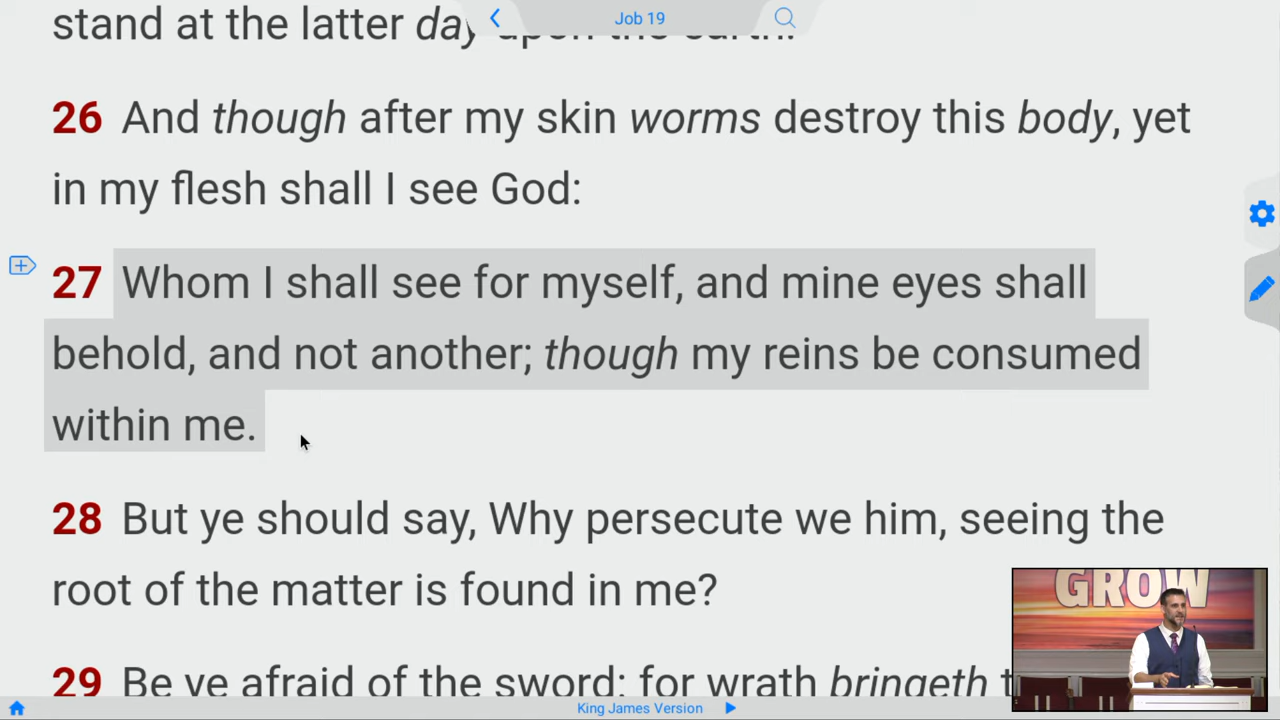 Job 19
stand at the latter day upon the earth:
26 And though after my skin worms destroy this body, yet
in my flesh shall I see God:
27 Whom I shall see for myself, and mine eyes shall
behold, and not another; though my reins be consumed
within me.
28 But ye should say, Why persecute we him, seeing the
root of the matter is found in me?
29 Be ye afraid of the sword: for wrath bringeth
GROW
King James Version